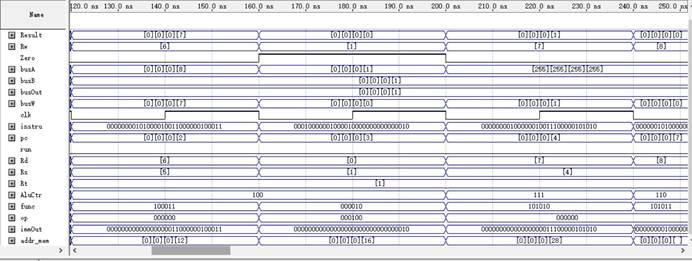 Name 120.0 ns 130.0 ns 140.0 ns 150.0 ns 160.0 ns 170.0 ns 180.0 ns 190.0 ns 200.0 ns 210.0 ns 220.0 ns 230.0 ns 240.0 ns 250.0 ns
Result [0][0][0][7] [0][0][0][0] [0][0][0][1] [0][0][0][0]
Rw [6] [1] [7] [8]
Zero
busA [0][0][0][8] [0][0][0][1] [255][255][255][255]
busB [0][0][0][1]
busOut [0][0][0][1]
busW [0][0][0][7] [0][0][0][0] [0][0][0][1] [0][0][0][0]
clk
instru
pc [0][0][0][2] [0][0][0][3] [0][0][0][4] [0][0][0][7]
run
Rd [6] [0] [7] [8]
Rs [5] [1] [4]
Rt [1]
AluCtr 100 111 110
func 100011 000010 101010 101011
op 000000 000100 000000
immOut
addr_mem [0][0][0][12] [0][0][0][16] [0][0][0][28] [0][0][0][ ]